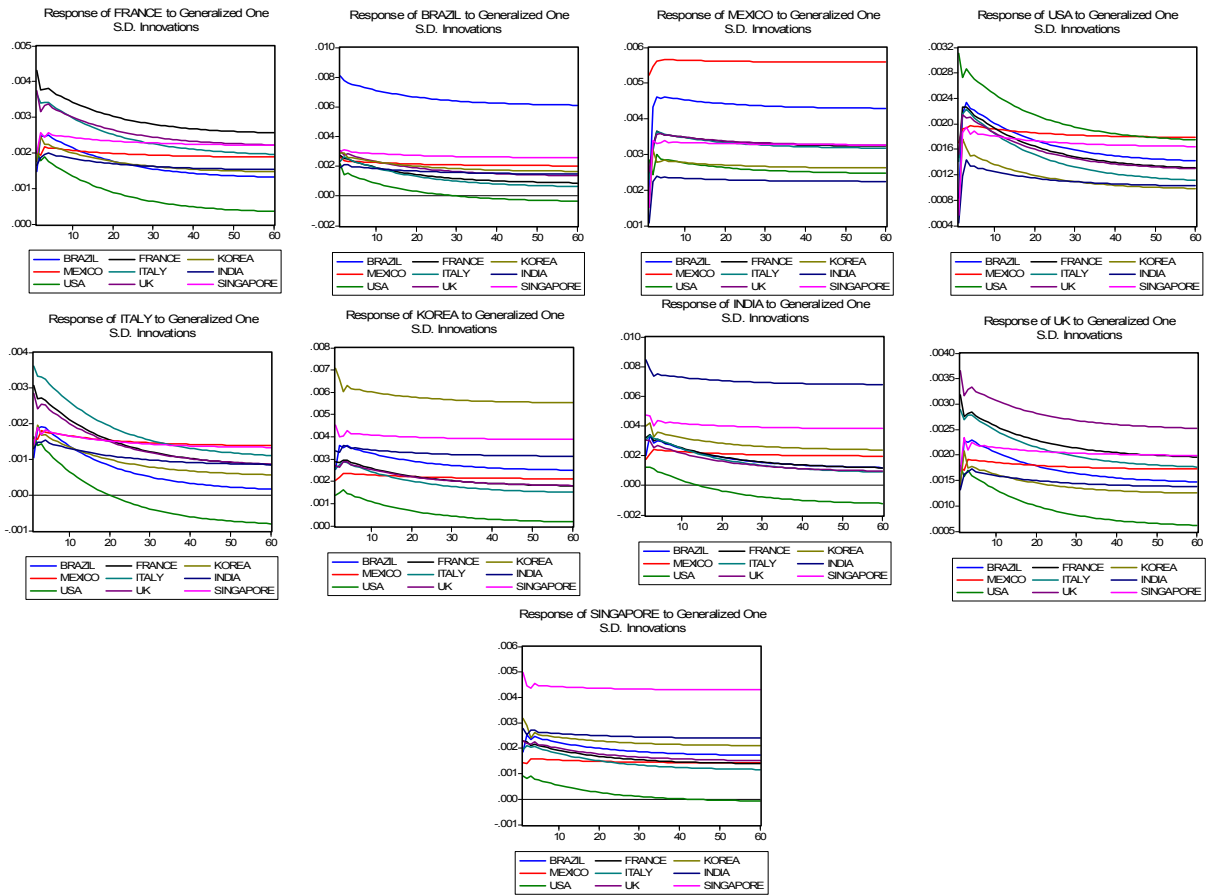 Response of FRANCE to Generalized One
S.D. Innovations
.005
.004
.003
.002
.001
.000
10 20 30 40 50 60
BRAZIL FRANCE KOREA
MEXICO ITALY INDIA
USA UK SINGAPORE
Response of BRAZIL to Generalized One
S.D. Innovations
.010
.008
.006
.004
.002
.000
-.002
10 20 30 40 50 60
BRAZIL FRANCE KOREA
MEXICO ITALY INDIA
USA UK SINGAPORE
Response of MEXICO to Generalized One
S.D. Innovations
.006
.005
.004
.003
.002
.001
10 20 30 40 50 60
BRAZIL FRANCE KOREA
MEXICO ITALY INDIA
USA UK SINGAPORE
Response of USA to Generalized One
S.D. Innovations
.0032
.0028
.0024
.0020
.0016
.0012
.0008
.0004
10 20 30 40 50 60
BRAZIL FRANCE KOREA
MEXICO ITALY INDIA
USA UK SINGAPORE
Response of ITALY to Generalized One
S.D. Innovations
.004
.003
.002
.001
.000
-.001
10 20 30 40 50 60
BRAZIL FRANCE KOREA
MEXICO ITALY INDIA
USA UK SINGAPORE
Response of KOREA to Generalized One
S.D. Innovations
.008
.007
.006
.005
.004
.003
.002
.001
.000
10 20 30 40 50 60
BRAZIL FRANCE KOREA
MEXICO ITALY INDIA
USA UK SINGAPORE
Response of INDIA to Generalized One
S.D. Innovations
.010
.008
.006
.004
.002
.000
-.002
10 20 30 40 50 60
BRAZIL FRANCE KOREA
MEXICO ITALY INDIA
USA UK SINGAPORE
Response of UK to Generalized One
S.D. Innovations
.0040
.0035
.0030
.0025
.0020
.0015
.0010
.0005
10 20 30 40 50 60
BRAZIL FRANCE KOREA
MEXICO ITALY INDIA
USA UK SINGAPORE
Response of SINGAPORE to Generalized One
S.D. Innovations
.006
.005
.004
.003
.002
.001
.000
-.001
10 20 30 40 50 60
BRAZIL FRANCE KOREA
MEXICO ITALY INDIA
USA UK SINGAPORE